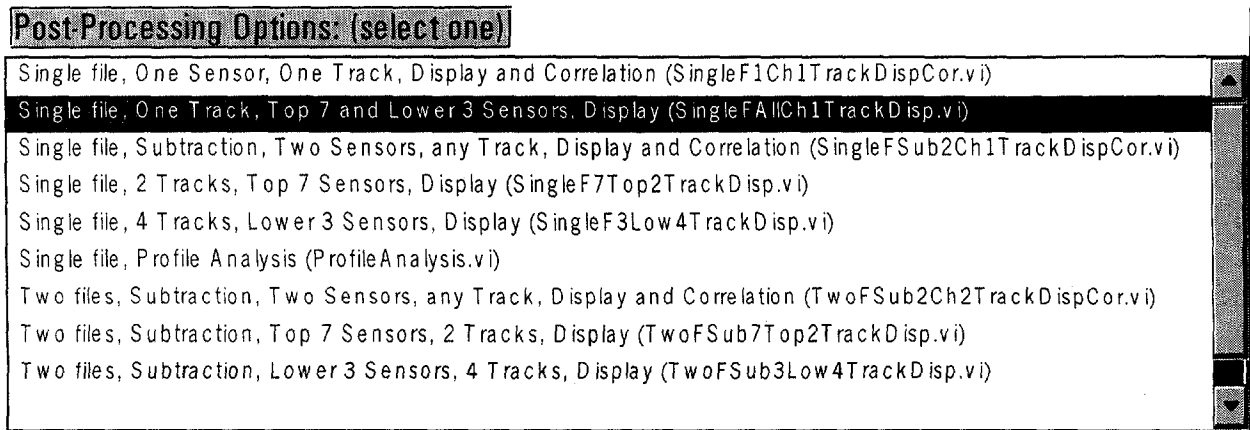 Post-Processing Options: (select one)
Single file, One Sensor, One Track, Display and Correlation (SingleF1Ch1TrackDispCor.vi)
Single file, One Track, Top 7 and Lower 3 Sensors, Display (SingleFAllCh1TrackDisp.vi)
Single file, Subtraction, Two Sensors, any Track, Display and Correlation (SingleFSub2Ch1TrackDispCor.vi)
Single file, 2 Tracks, Top 7 Sensors, Display (SingleF7Top2TrackDisp.vi)
Single file, 4 Tracks, Lower 3 Sensors, Display (SingleF3Low4TrackDisp.vi)
Single file, Profile Analysis (ProfileAnalysis.vi)
Two files, Subtraction, Two Sensors, any Track, Display and Correlation (TwoFSub2Ch2TrackDispCor.vi)
Two files, Subtraction, Top 7 Sensors, 2 Tracks, Display (TwoFSub7Top2TrackDisp.vi)
Two files, Subtraction, Lower 3 Sensors, 4 Tracks, Display (TwoFSub3Low4TrackDisp.vi)